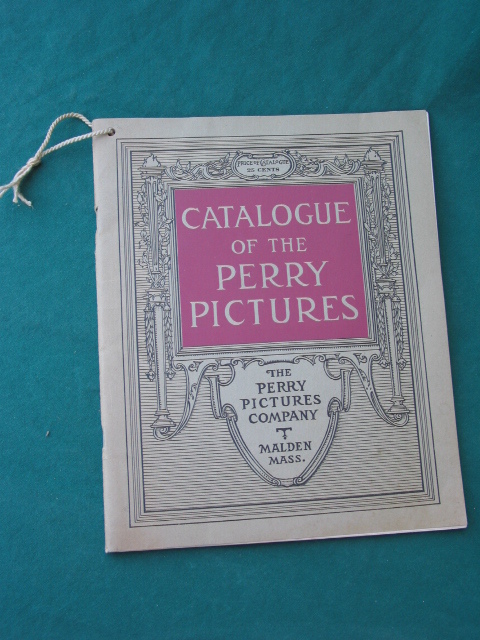 PRICE OF CATALOGUE
25 CENTS
CATALOGUE
OF THE
PERRY
PICTURES
THE
PERRY
PICTURES
COMPANY
MALDEN
MASS.